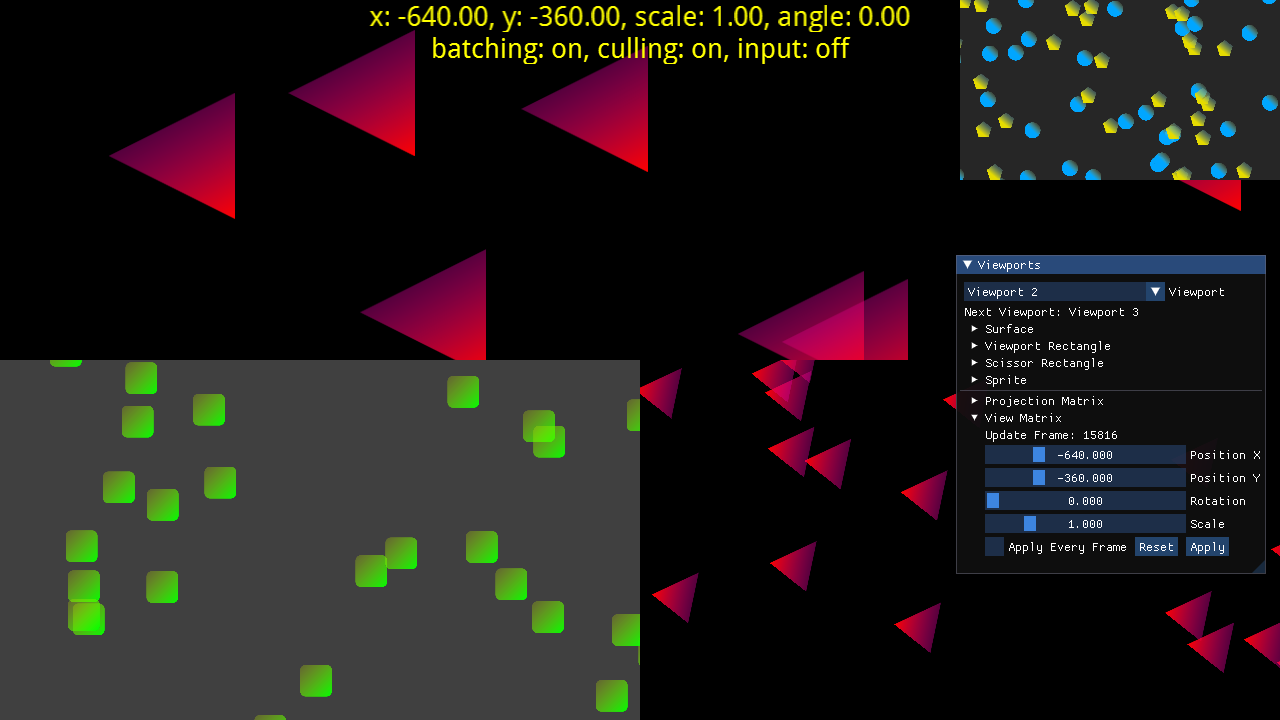 x: -640.00, y: -360.00, scale: 1.00, angle: 0.00
batching: on, culling: on, input: off
Viewports
Viewport 2 Viewport
Next Viewport: Viewport 3
Surface
Viewport Rectangle
Scissor Rectangle
Sprite
Projection Matrix
View Matrix
Update Frame: 15816
-640.000 Position X
-360.000 Position Y
0.000 Rotation
1.000 Scale
Apply Every Frame Reset Apply